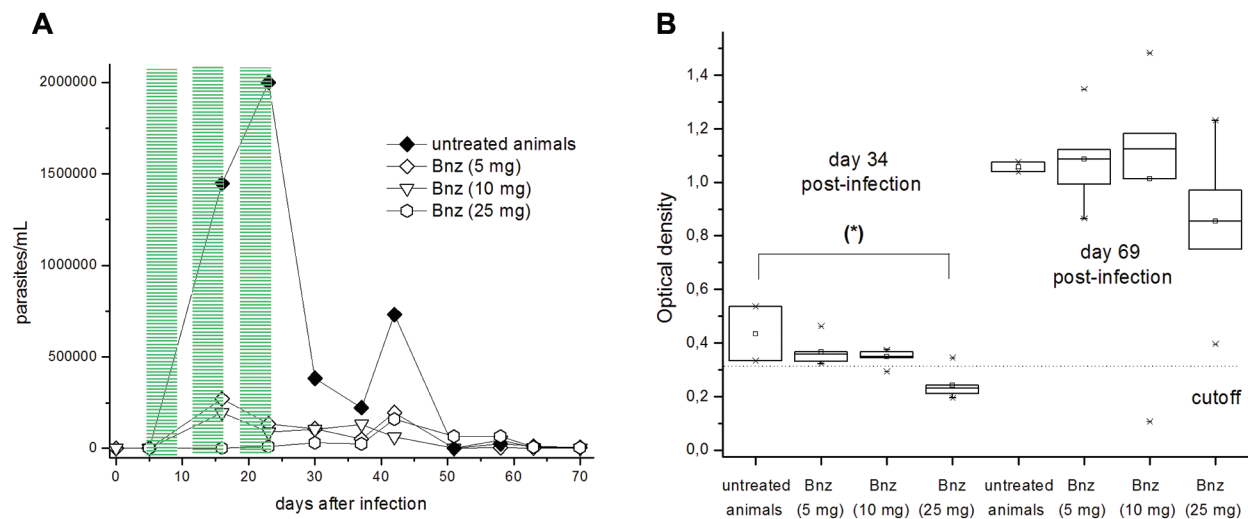 A
parasites/mL
2000000
1500000
1000000
500000
0
0
10
20
30
40
50
60
70
days after infection
untreated animals
Bnz (5 mg)
Bnz (10 mg)
Bnz (25 mg)
B
Optical density
1,4
1,2
1,0
0,8
0,6
0,4
0,2
0,0
day 34
post-infection
(*)
day 69
post-infection
cutoff
untreated
animals
Bnz
(5 mg)
Bnz
(10 mg)
Bnz
(25 mg)
untreated
animals
Bnz
(5 mg)
Bnz
(10 mg)
Bnz
(25 mg)